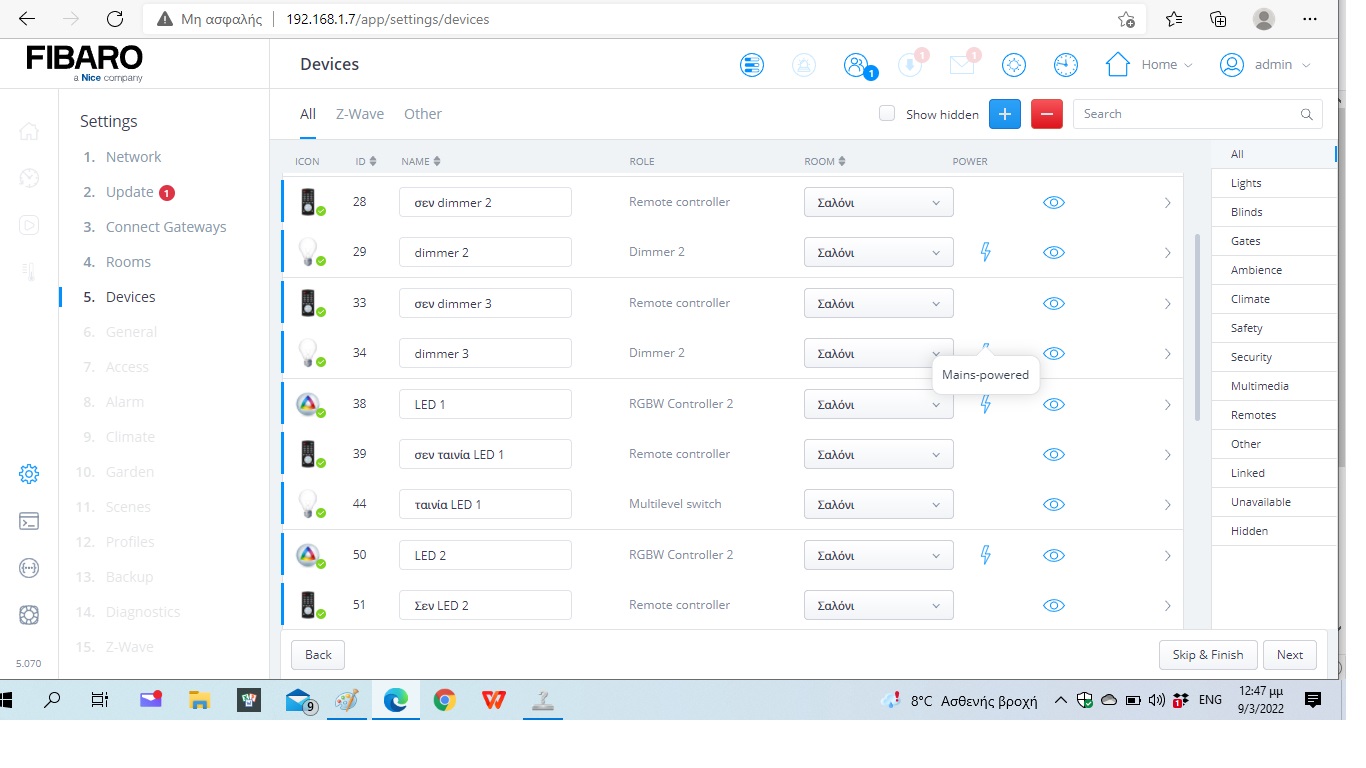 Μη ασφαλής 192.168.1.7/app/settings/devices
FIBARO
a Nice company
Devices
1
1
1
Home
admin
All Z-Wave Other
Show hidden
+
−
Search
Settings
1. Network
2. Update 1
3. Connect Gateways
4. Rooms
5. Devices
6. General
7. Access
8. Alarm
9. Climate
10. Garden
11. Scenes
12. Profiles
13. Backup
14. Diagnostics
15. Z-Wave
5.070
ICON ID NAME ROLE ROOM POWER
28 σεν dimmer 2 Remote controller Σαλόνι
29 dimmer 2 Dimmer 2 Σαλόνι
33 σεν dimmer 3 Remote controller Σαλόνι
34 dimmer 3 Dimmer 2 Σαλόνι
Mains-powered
38 LED 1 RGBW Controller 2 Σαλόνι
39 σεν ταινία LED 1 Remote controller Σαλόνι
44 ταινία LED 1 Multilevel switch Σαλόνι
50 LED 2 RGBW Controller 2 Σαλόνι
51 Σεν LED 2 Remote controller Σαλόνι
All
Lights
Blinds
Gates
Ambience
Climate
Safety
Security
Multimedia
Remotes
Other
Linked
Unavailable
Hidden
Back
Skip & Finish
Next
9
8°C Ασθενής βροχή
1
ENG
12:47 μμ
9/3/2022